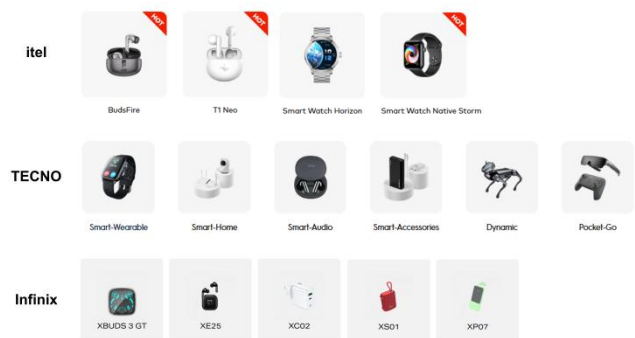 HOT
HOT
HOT
itel
BudsFire
T1 Neo
Smart Watch Horizon
Smart Watch Native Storm
TECNO
Smart-Wearable
Smart-Home
Smart-Audio
Smart-Accessories
Dynamic
Pocket-Go
Infinix
XBUDS 3 GT
XE25
XC02
XS01
XP07